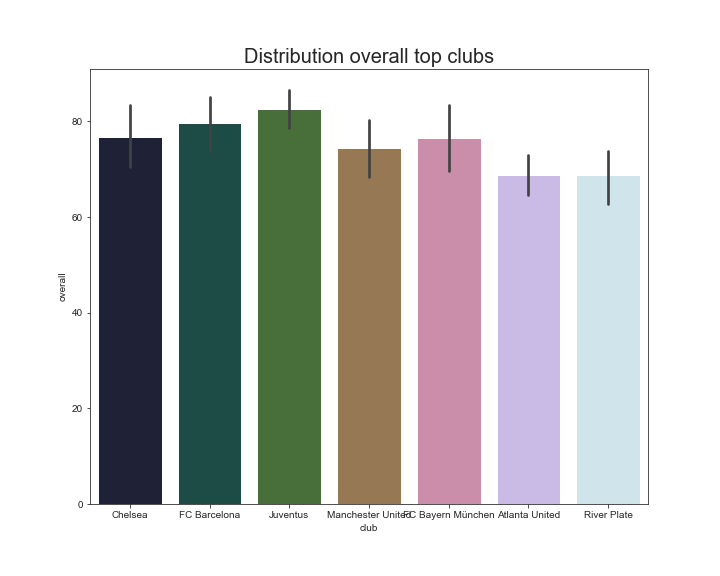 Distribution overall top clubs
80
60
40
20
0
overall
Chelsea FC Barcelona Juventus Manchester United FC Bayern München Atlanta United River Plate
club